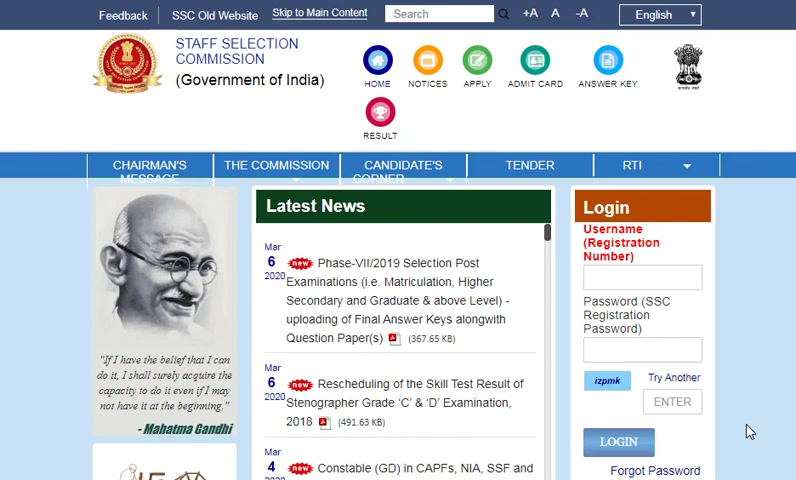 Feedback
SSC Old Website
Skip to Main Content
Search
+A A -A
English
STAFF SELECTION
COMMISSION
(Government of India)
HOME
NOTICES
APPLY
ADMIT CARD
ANSWER KEY
RESULT
CHAIRMAN'S
MESSAGE
THE COMMISSION
CANDIDATE'S
CORNER
TENDER
RTI
"If I have the belief that I can
do it, I shall surely acquire the
capacity to do it even if I may
not have it at the beginning."
- Mahatma Gandhi
Latest News
Mar
6
2020
new Phase-VII/2019 Selection Post
Examinations (i.e. Matriculation, Higher
Secondary and Graduate & above Level) -
uploading of Final Answer Keys alongwith
Question Paper(s) (367.65 KB)
Mar
6
2020
new Rescheduling of the Skill Test Result of
Stenographer Grade ‘C’ & ‘D’ Examination,
2018 (491.63 KB)
Mar
4
new Constable (GD) in CAPFs, NIA, SSF and
Login
Username
(Registration
Number)
Password (SSC
Registration
Password)
izpmk
Try Another
ENTER
LOGIN
Forgot Password